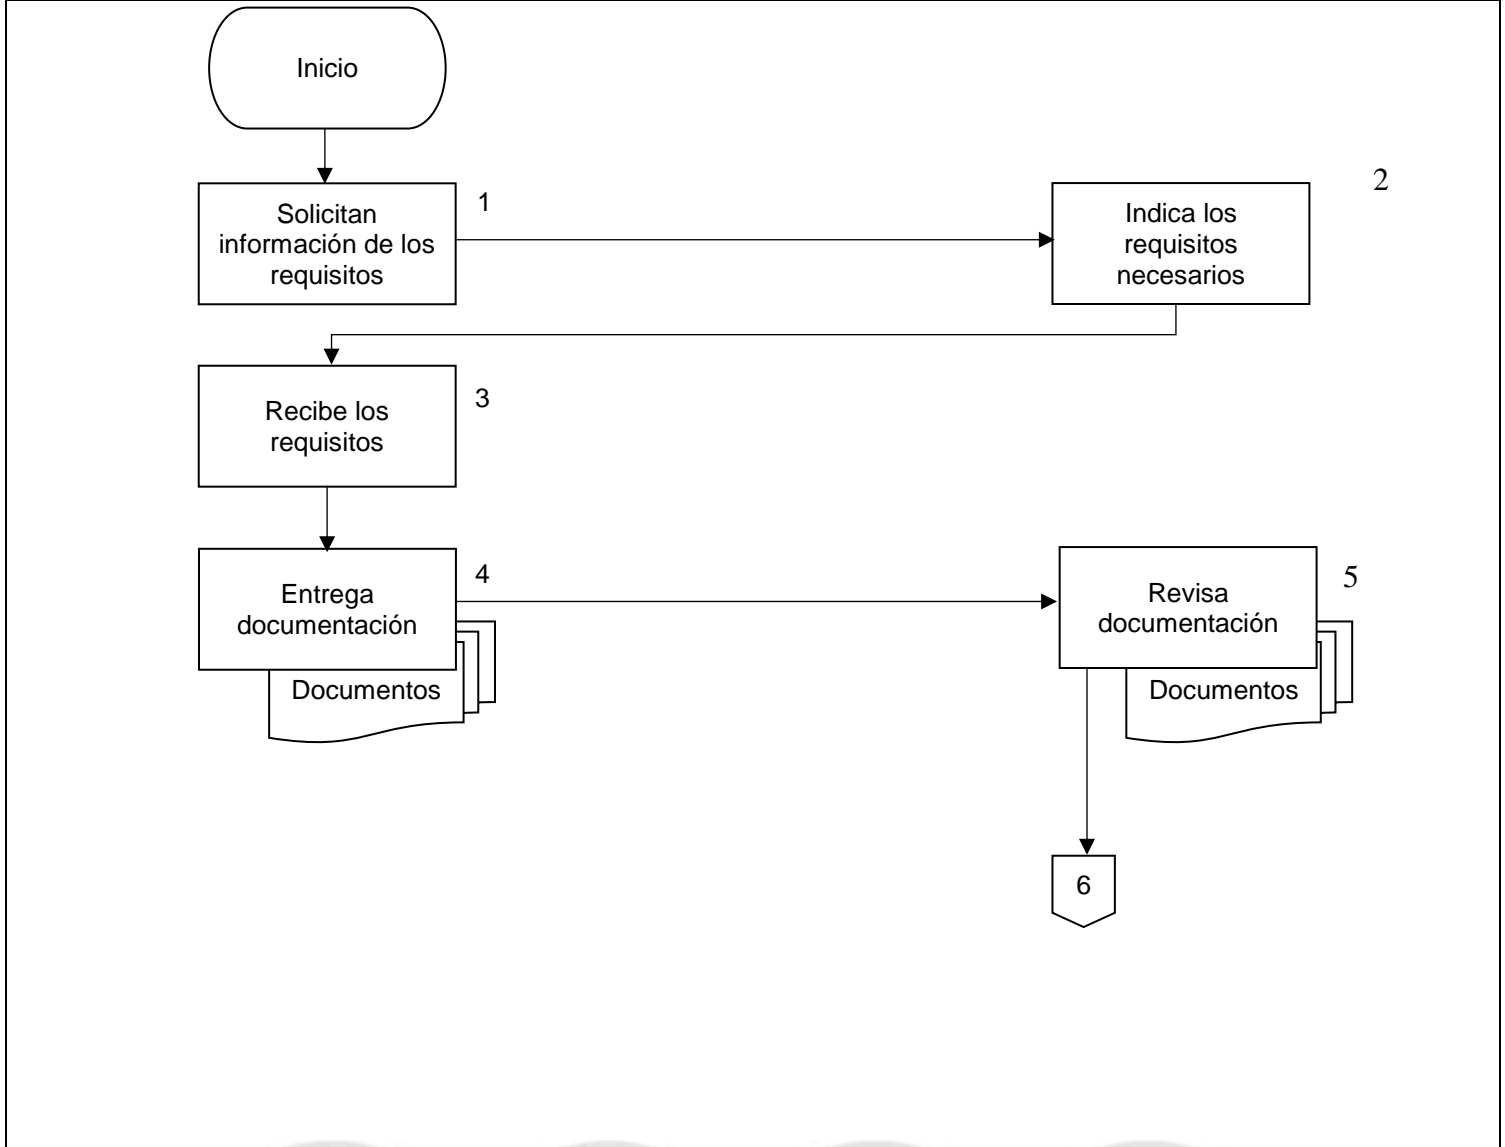 Inicio
Solicitan
información de los
requisitos
1
Indica los
requisitos
necesarios
2
Recibe los
requisitos
3
Entrega
documentación
4
Documentos
Revisa
documentación
5
Documentos
6